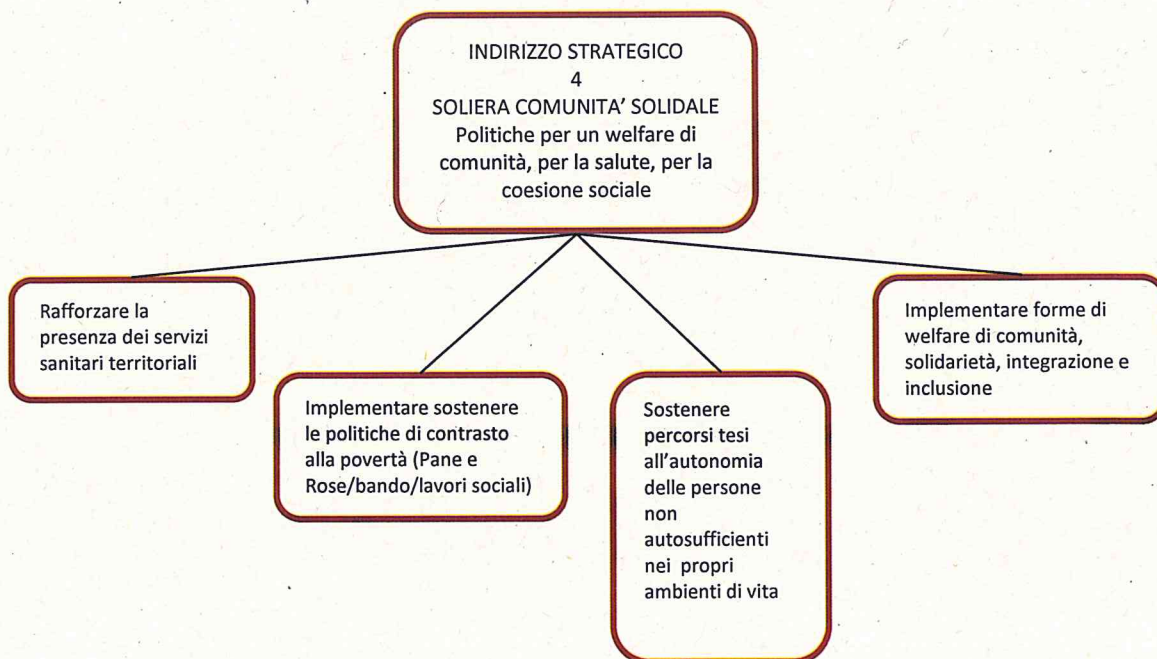 INDIRIZZO STRATEGICO
4
SOLIERA COMUNITA’ SOLIDALE
Politiche per un welfare di
comunità, per la salute, per la
coesione sociale
Rafforzare la
presenza dei servizi
sanitari territoriali
Implementare sostenere
le politiche di contrasto
alla povertà (Pane e
Rose/bando/lavori sociali)
Sostenere
percorsi tesi
all’autonomia
delle persone
non
autosufficienti
nei propri
ambienti di vita
Implementare forme di
welfare di comunità,
solidarietà, integrazione e
inclusione